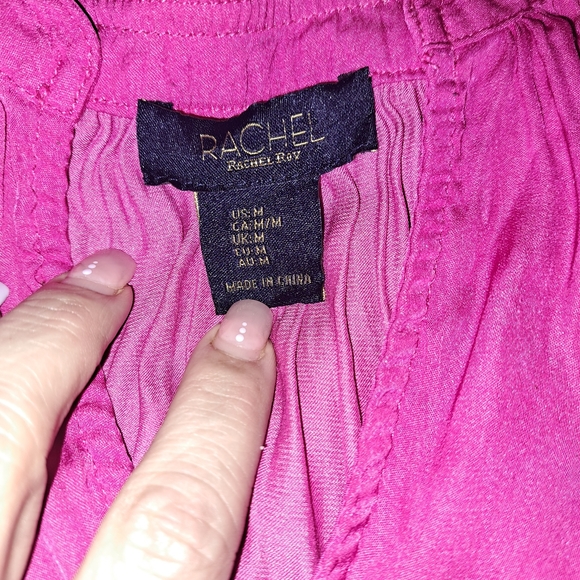 RACHEL
RACHEL ROY
US: M
CA: M/M
UK: M
EU: M
AU: M
MADE IN CHINA